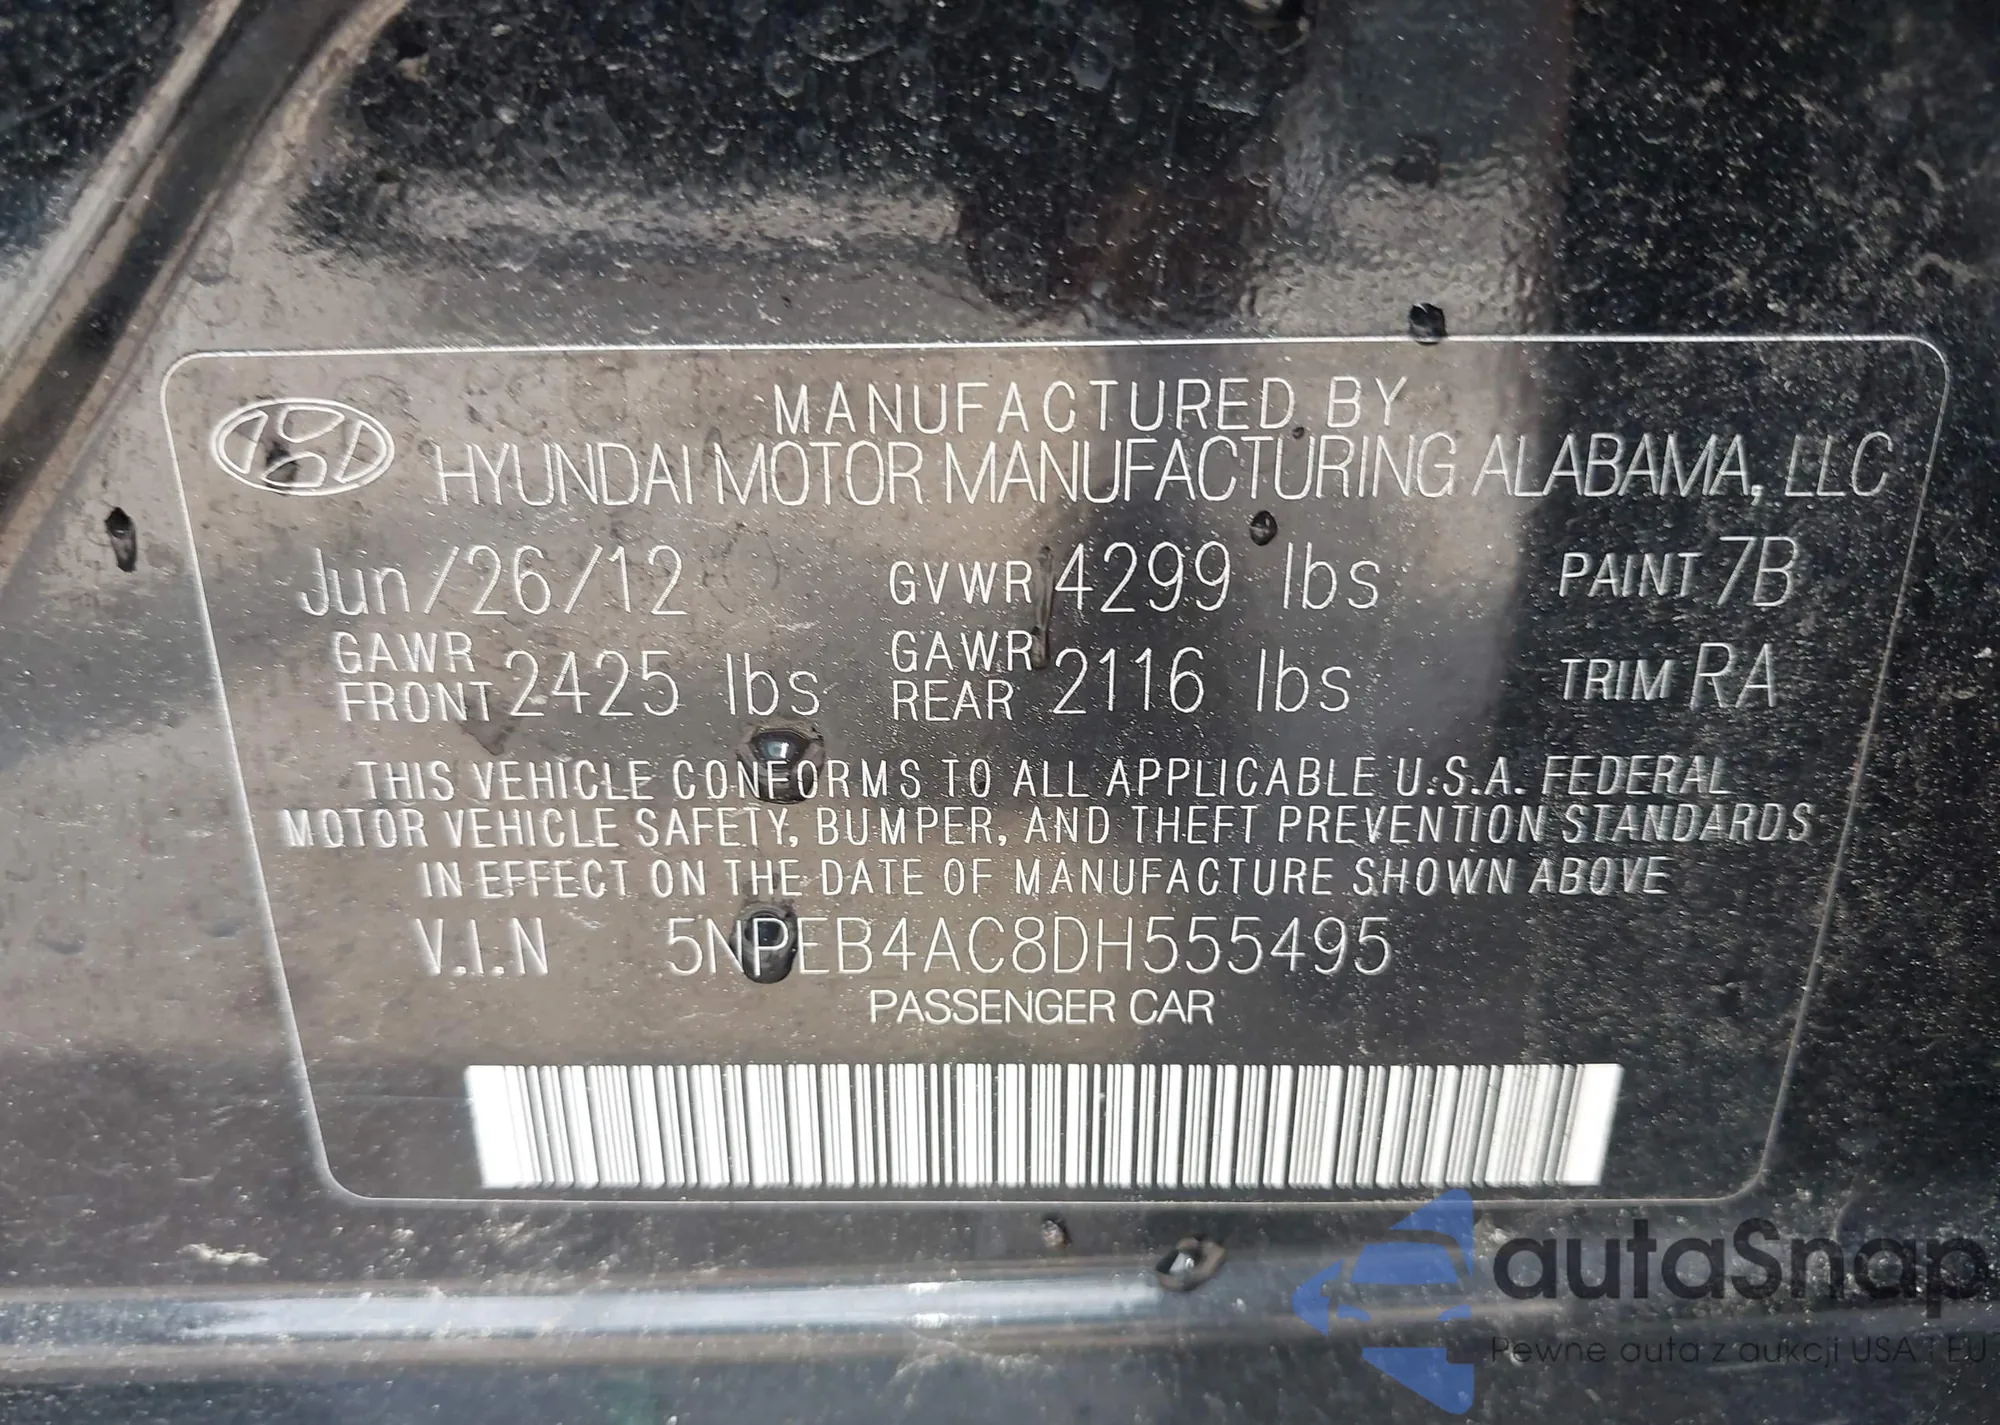 MANUFACTURED BY
HYUNDAI MOTOR MANUFACTURING ALABAMA, LLC
Jun/26/12 GVWR 4299 lbs PAINT 7B
GAWR FRONT 2425 lbs GAWR REAR 2116 lbs TRIM RA
THIS VEHICLE CONFORMS TO ALL APPLICABLE U.S.A. FEDERAL
MOTOR VEHICLE SAFETY, BUMPER, AND THEFT PREVENTION STANDARDS
IN EFFECT ON THE DATE OF MANUFACTURE SHOWN ABOVE
V.I.N 5NPEB4AC8DH555495
PASSENGER CAR
autaSnap
Pewne auta z aukcji USA i EU